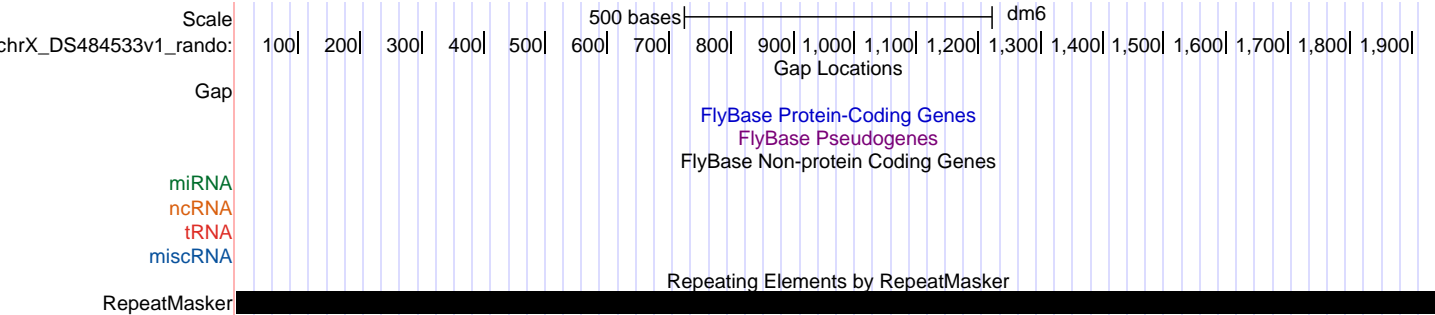 Scale 500 bases dm6
chrX_DS484533v1_rando: 100 200 300 400 500 600 700 800 900 1,000 1,100 1,200 1,300 1,400 1,500 1,600 1,700 1,800 1,900
Gap Locations
Gap
FlyBase Protein-Coding Genes
FlyBase Pseudogenes
FlyBase Non-protein Coding Genes
miRNA
ncRNA
tRNA
miscRNA
Repeating Elements by RepeatMasker
RepeatMasker